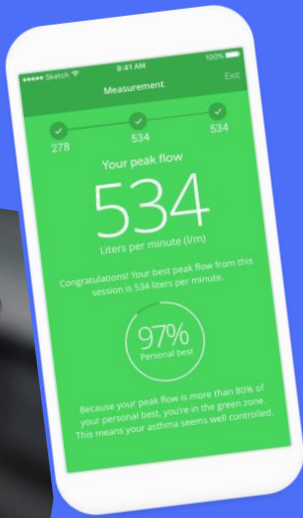 Sketch 9:41 AM 100%
Measurement Exit
278 534 534
Your peak flow
534
Liters per minute (l/m)
Congratulations! Your best peak flow from this
session is 534 liters per minute.
97%
Personal best
Because your peak flow is more than 80% of
your personal best, you're in the green zone.
This means your asthma seems well controlled.